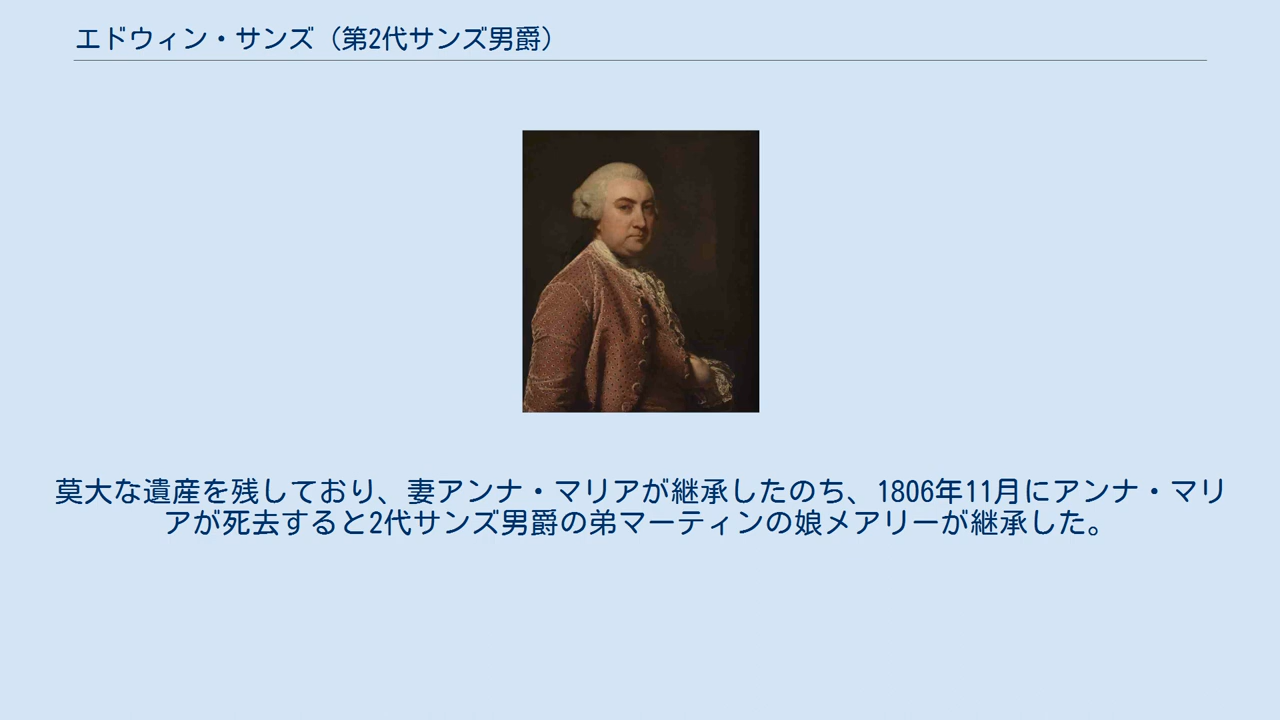 エドウィン・サンズ（第2代サンズ男爵）
莫大な遺産を残しており、妻アンナ・マリアが継承したのち、1806年11月にアンナ・マリ
アが死去すると2代サンズ男爵の弟マーティンの娘メアリーが継承した。